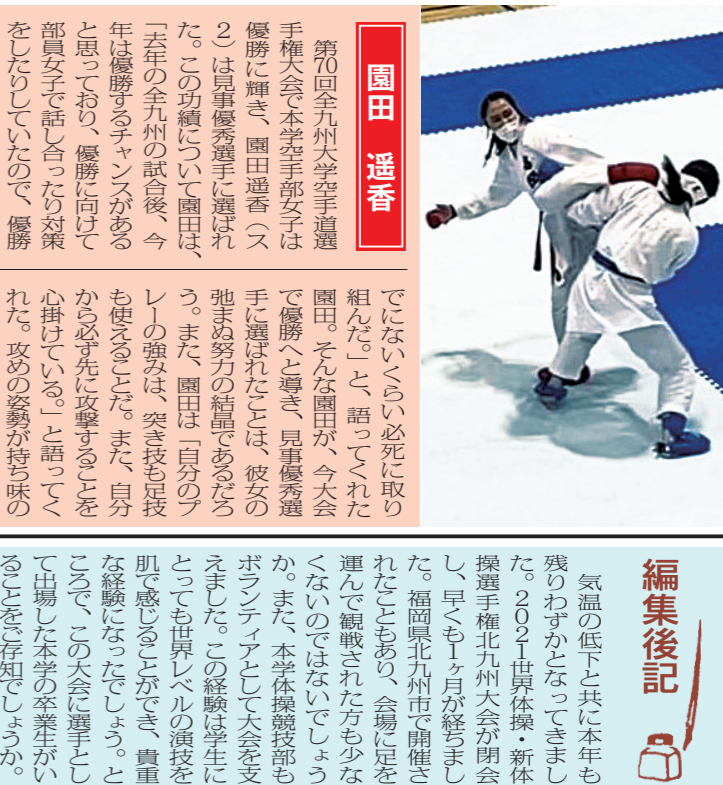 園田 遥香
第70回全九州大学空手道選
手権大会で本学空手部女子は
優勝に輝き、園田遥香（ス
２）は見事優秀選手に選ばれ
た。この功績について園田は、
「去年の全九州の試合後、今
年は優勝するチャンスがある
と思っており、優勝に向けて
部員女子で話し合ったり対策
をしたりしていたので、優勝
でにないくらい必死に取り
組んだ。」と、語ってくれた
園田。そんな園田が、今大会
で優勝へと導き、見事優秀選
手に選ばれたことは、彼女の
弛まぬ努力の結晶であるだろ
う。また、園田は「自分のプ
レーの強みは、突き技も足技
も使えることだ。また、自分
から必ず先に攻撃することを
心掛けている。」と語ってく
れた。攻めの姿勢が持ち味の
編集後記
気温の低下と共に本年も
残りわずかとなってきまし
た。2021世界体操・新体
操選手権北九州大会が閉会
し、早くも1ヶ月が経ちまし
た。福岡県北九州市で開催さ
れたこともあり、会場に足を
運んで観戦された方も少な
くないのではないでしょう
か。また、本学体操競技部も
ボランティアとして大会を支
えました。この経験は学生に
とっても世界レベルの演技を
肌で感じることができ、貴重
な経験になったでしょう。と
ころで、この大会に選手とし
て出場した本学の卒業生がい
ることをご存知でしょうか。